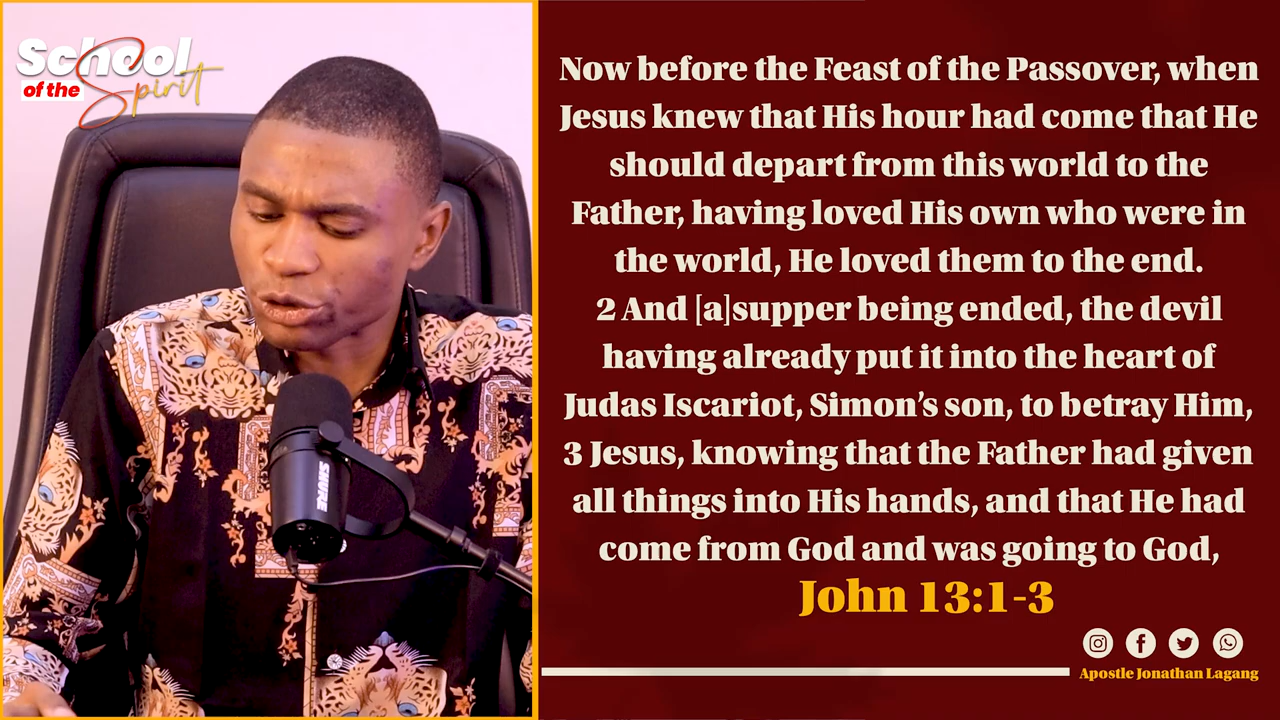 School
of the
Spirit
Now before the Feast of the Passover, when
Jesus knew that His hour had come that He
should depart from this world to the
Father, having loved His own who were in
the world, He loved them to the end.
2 And [a]supper being ended, the devil
having already put it into the heart of
Judas Iscariot, Simon’s son, to betray Him,
3 Jesus, knowing that the Father had given
all things into His hands, and that He had
come from God and was going to God,
John 13:1-3
Apostle Jonathan Lagang
SHURE